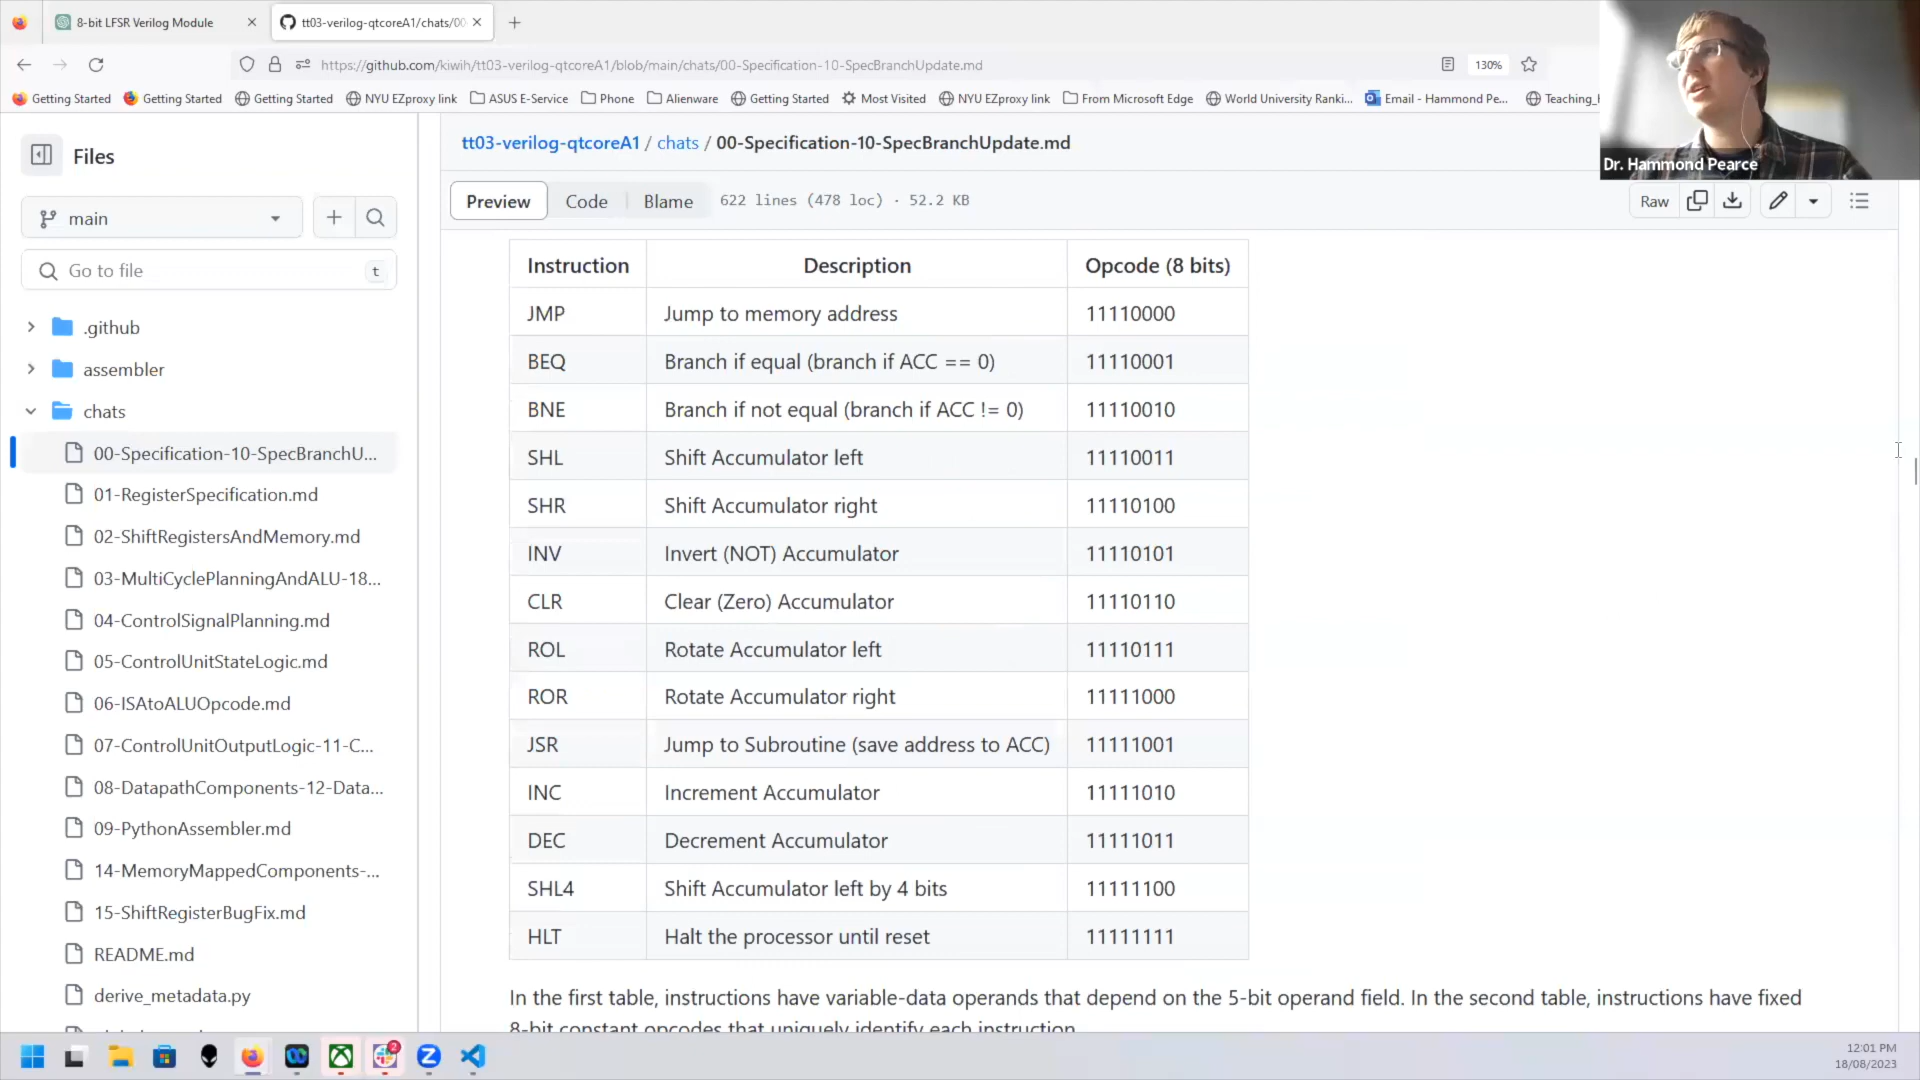 8-bit LFSR Verilog Module
tt03-verilog-qtcoreA1/chats/00
https://github.com/kiwih/tt03-verilog-qtcoreA1/blob/main/chats/00-Specification-10-SpecBranchUpdate.md
130%
Getting Started
Getting Started
Getting Started
NYU EZproxy link
ASUS E-Service
Phone
Alienware
Getting Started
Most Visited
NYU EZproxy link
From Microsoft Edge
World University Ranki...
Email - Hammond Pe...
Dr. Hammond Pearce
Files
main
Go to file
t
.github
assembler
chats
00-Specification-10-SpecBranchU...
01-RegisterSpecification.md
02-ShiftRegistersAndMemory.md
03-MultiCyclePlanningAndALU-18...
04-ControlSignalPlanning.md
05-ControlUnitStateLogic.md
06-ISAtoALUOpcode.md
07-ControlUnitOutputLogic-11-C...
08-DatapathComponents-12-Data...
09-PythonAssembler.md
14-MemoryMappedComponents-...
15-ShiftRegisterBugFix.md
README.md
derive_metadata.py
tt03-verilog-qtcoreA1 / chats / 00-Specification-10-SpecBranchUpdate.md
Preview Code Blame 622 lines (478 loc) · 52.2 KB
Raw
Instruction Description Opcode (8 bits)
JMP Jump to memory address 11110000
BEQ Branch if equal (branch if ACC == 0) 11110001
BNE Branch if not equal (branch if ACC != 0) 11110010
SHL Shift Accumulator left 11110011
SHR Shift Accumulator right 11110100
INV Invert (NOT) Accumulator 11110101
CLR Clear (Zero) Accumulator 11110110
ROL Rotate Accumulator left 11110111
ROR Rotate Accumulator right 11111000
JSR Jump to Subroutine (save address to ACC) 11111001
INC Increment Accumulator 11111010
DEC Decrement Accumulator 11111011
SHL4 Shift Accumulator left by 4 bits 11111100
HLT Halt the processor until reset 11111111
In the first table, instructions have variable-data operands that depend on the 5-bit operand field. In the second table, instructions have fixed
8-bit constant opcodes that uniquely identify each instruction.
2
12:01 PM
18/08/2023